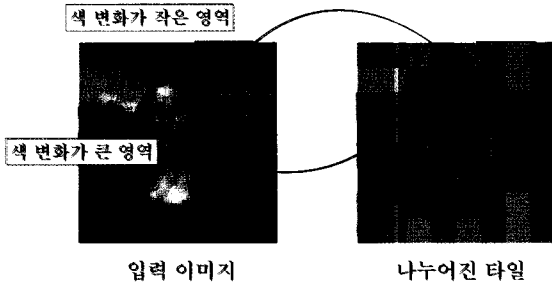 색 변화가 작은 영역
색 변화가 큰 영역
입력 이미지
나누어진 타일